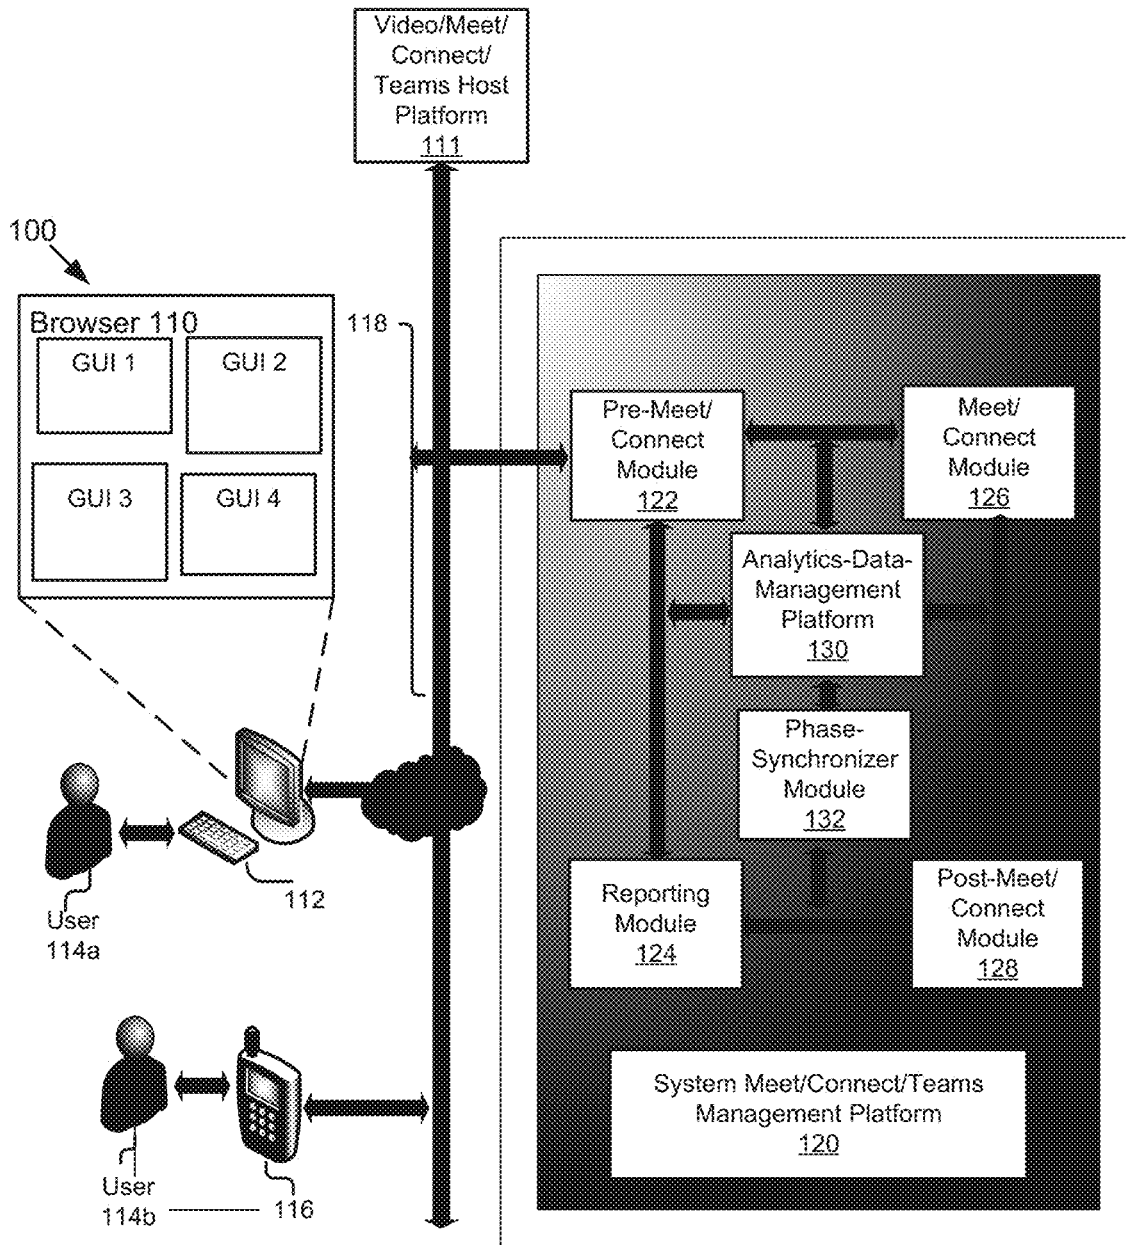 Video/Meet/
Connect/
Teams Host
Platform
111
100
Browser 110
GUI 1
GUI 2
GUI 3
GUI 4
118
Pre-Meet/
Connect
Module
122
Meet/
Connect
Module
126
Analytics-Data-
Management
Platform
130
Phase-
Synchronizer
Module
132
Reporting
Module
124
Post-Meet/
Connect
Module
128
System Meet/Connect/Teams
Management Platform
120
112
User
114a
User
114b
116